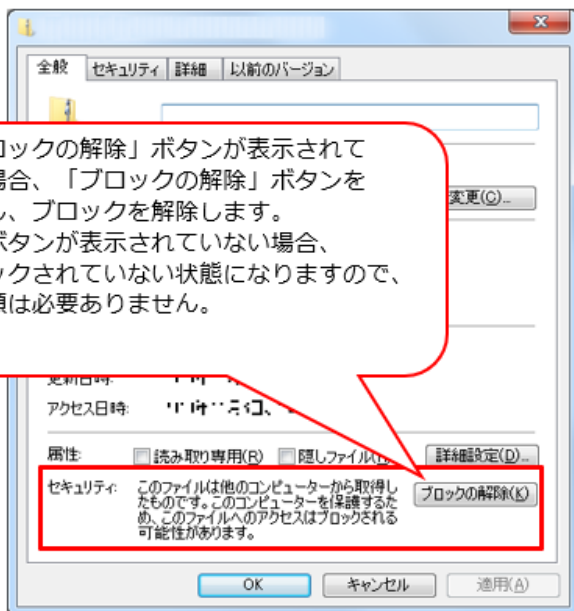 全般 セキュリティ 詳細 以前のバージョン
ロックの解除」ボタンが表示されて
場合、「ブロックの解除」ボタンを
し、ブロックを解除します。
ボタンが表示されていない場合、
ックされていない状態になりますので、
は必要ありません。
変更(C)...
更新日時:
アクセス日時:
属性: 読み取り専用(R) 隠しファイル(H) 詳細設定(D)...
セキュリティ: このファイルは他のコンピューターから取得し
たものです。このコンピューターを保護するた
め、このファイルへのアクセスはブロックされる
可能性があります。
ブロックの解除(K)
OK キャンセル 適用(A)